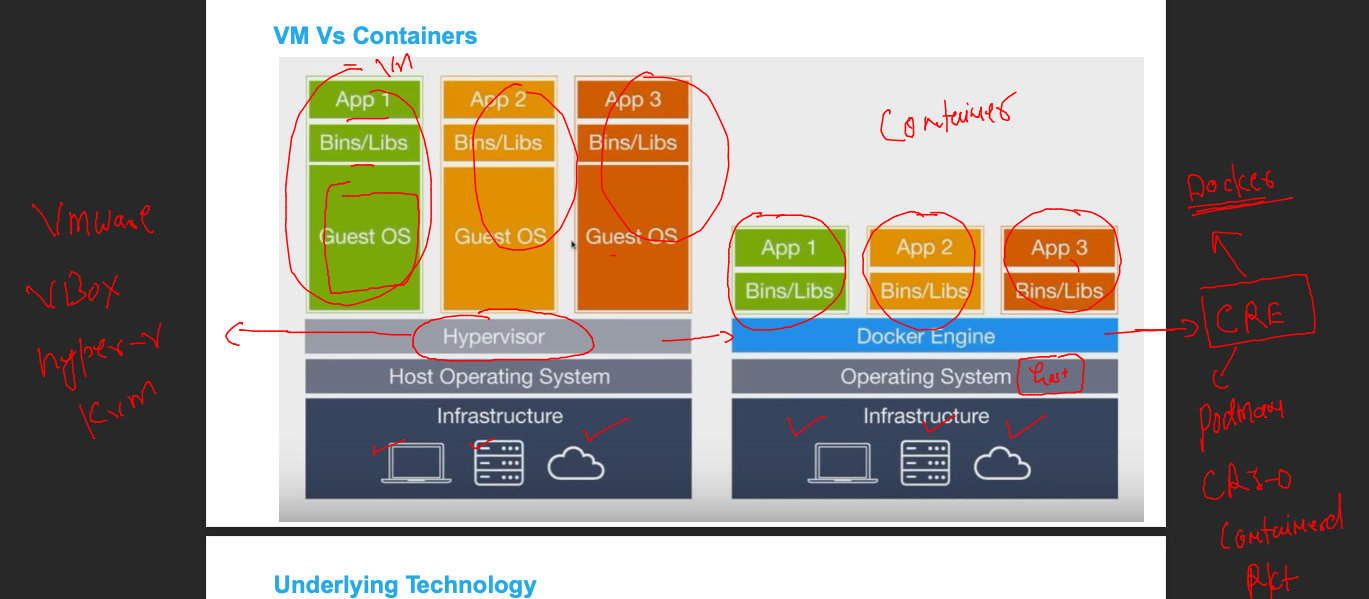 VM Vs Containers
= VM
App 1
App 2
App 3
Bins/Libs
Bins/Libs
Bins/Libs
Guest OS
Guest OS
Guest OS
Hypervisor
Host Operating System
Infrastructure
VMware
VBox
hyper-v
KVM
Container
App 1
App 2
App 3
Bins/Libs
Bins/Libs
Bins/Libs
Docker Engine
Operating System host
Infrastructure
Docker
CRE
Podman
CRI-O
Containerd
Rkt
Underlying Technology